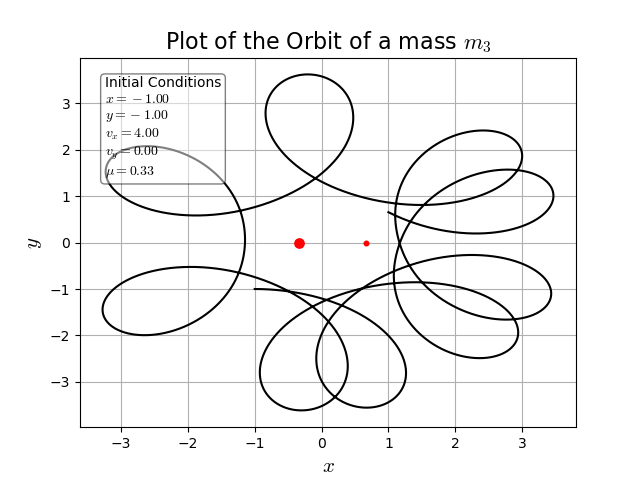 Plot of the Orbit of a mass m₃
Initial Conditions
x = −1.00
y = −1.00
vₓ = 4.00
v_y = 0.00
μ = 0.33
y
3
2
1
0
−1
−2
−3
−3 −2 −1 0 1 2 3
x